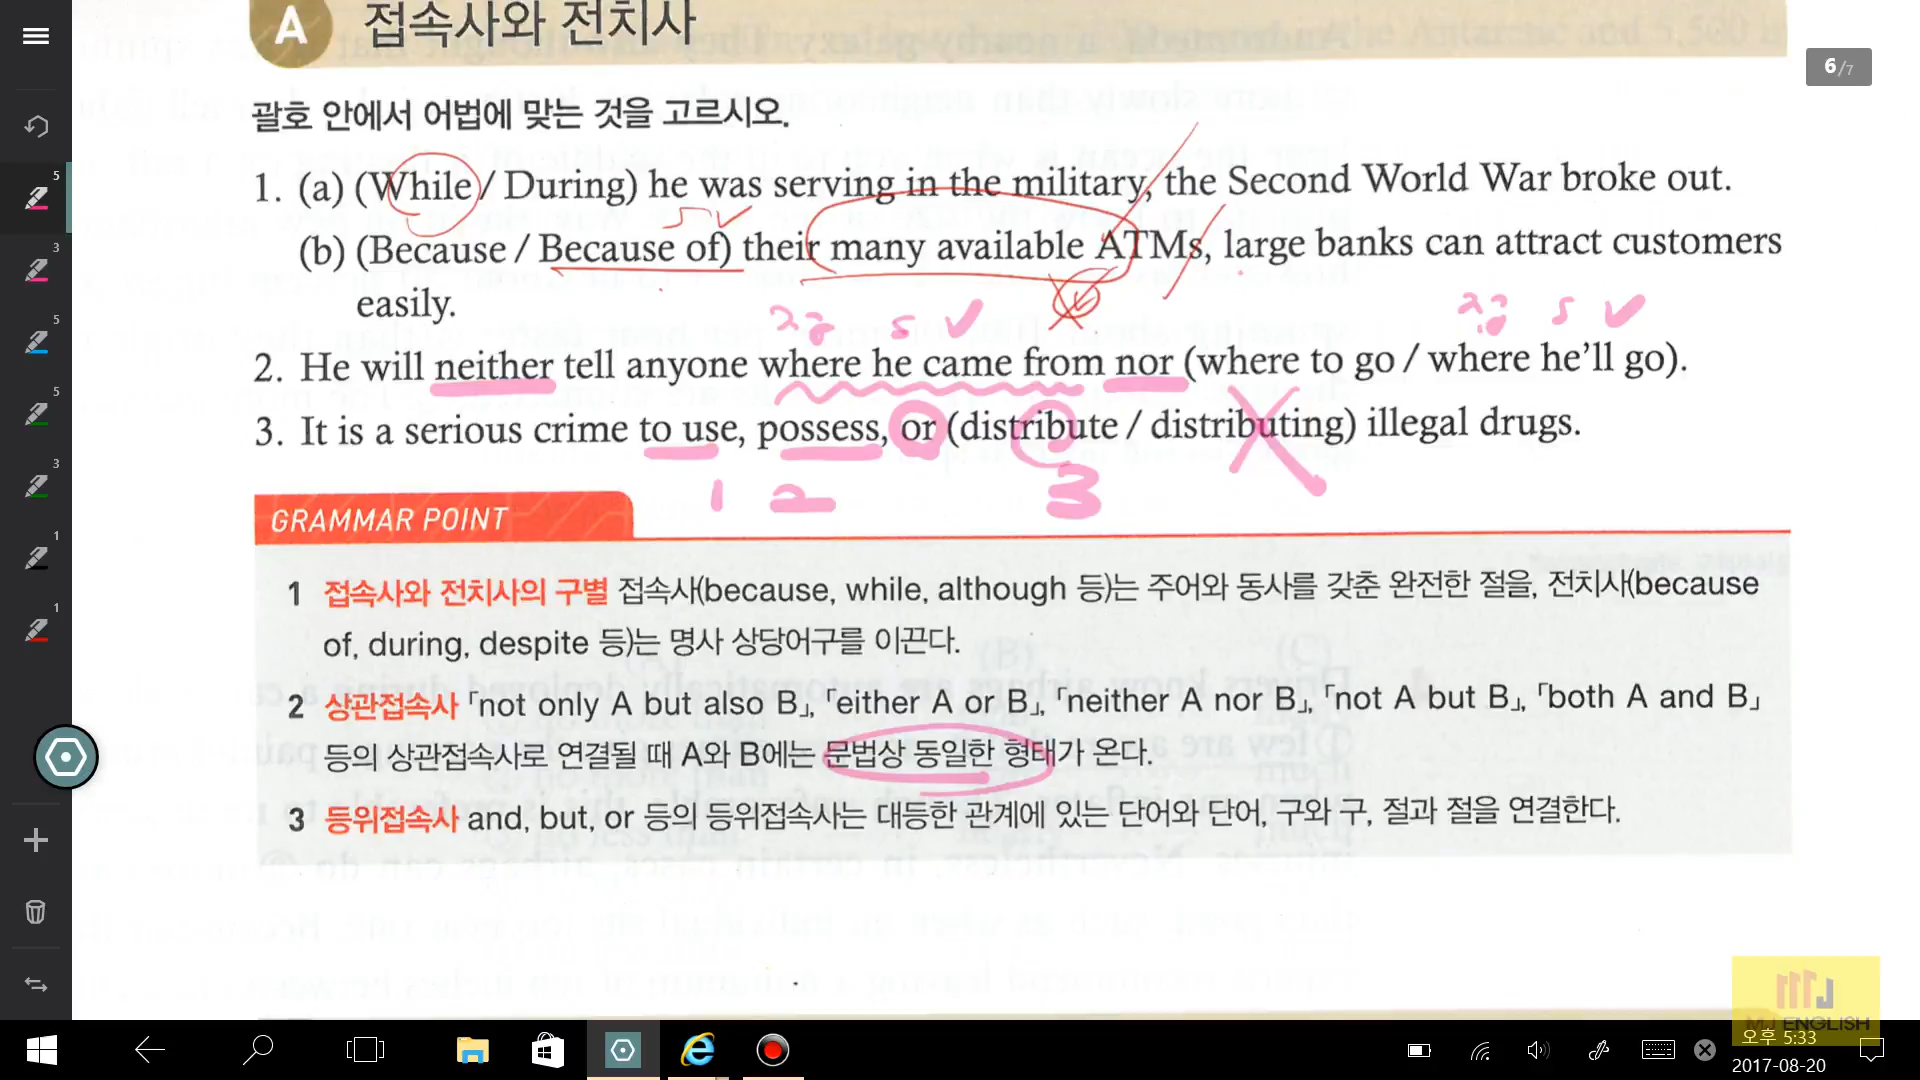 A 접속사와 전치사
6/7
괄호 안에서 어법에 맞는 것을 고르시오.
1. (a) (While / During) he was serving in the military, the Second World War broke out.
S V
(b) (Because / Because of) their many available ATMs, large banks can attract customers
easily.
S
S
2. He will neither tell anyone where he came from nor (where to go / where he'll go).
3. It is a serious crime to use, possess, or (distribute / distributing) illegal drugs.
1 2 3
GRAMMAR POINT
1 접속사와 전치사의 구별 접속사(because, while, although 등)는 주어와 동사를 갖춘 완전한 절을, 전치사(because
of, during, despite 등)는 명사 상당어구를 이끈다.
2 상관접속사 「not only A but also B」, 「either A or B」, 「neither A nor B」, 「not A but B」, 「both A and B」
등의 상관접속사로 연결될 때 A와 B에는 문법상 동일한 형태가 온다.
3 등위접속사 and, but, or 등의 등위접속사는 대등한 관계에 있는 단어와 단어, 구와 구, 절과 절을 연결한다.
5
3
5
5
3
1
1
MJ ENGLISH
오후 5:33
2017-08-20